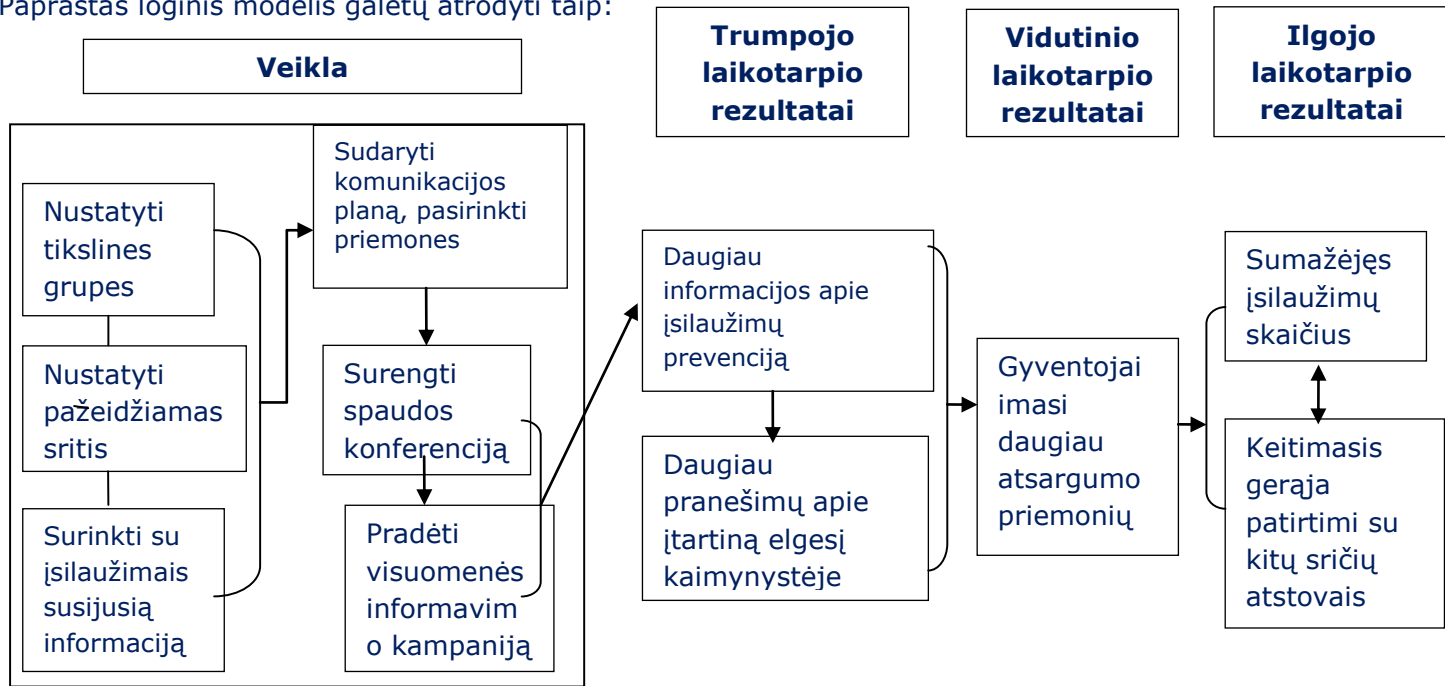 Paprastas loginis modelis galėtų atrodyti taip:
Veikla
Trumpojo
laikotarpio
rezultatai
Vidutinio
laikotarpio
rezultatai
Ilgojo
laikotarpio
rezultatai
Nustatyti
tikslines
grupes
Nustatyti
pažeidžiamas
sritis
Surinkti su
įsilaužimais
susijusią
informaciją
Sudaryti
komunikacijos
planą, pasirinkti
priemones
Surengti
spaudos
konferenciją
Pradėti
visuomenės
informavim
o kampaniją
Daugiau
informacijos apie
įsilaužimų
prevenciją
Daugiau
pranešimų apie
įtartiną elgesį
kaimynystėje
Gyventojai
imasi
daugiau
atsargumo
priemonių
Sumažėjęs
įsilaužimų
skaičius
Keitimasis
gerąja
patirtimi su
kitų sričių
atstovais